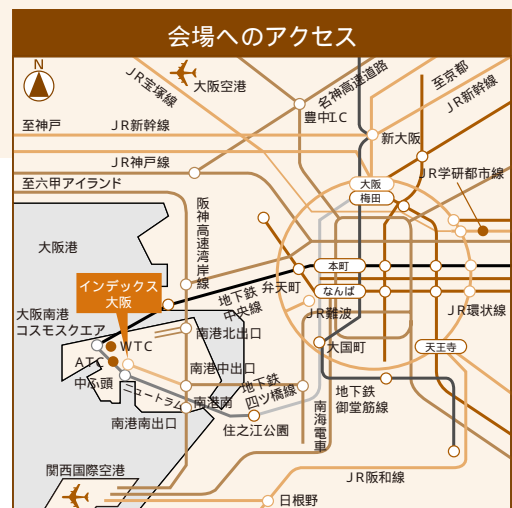 会場へのアクセス
N
JR宝塚線
大阪空港
名神高速道路
至京都
JR新幹線
豊中I.C
至神戸
JR新幹線
新大阪
JR神戸線
JR学研都市線
至六甲アイランド
大阪
梅田
阪神高速湾岸線
大阪港
本町
インデックス
大阪
弁天町
なんば
地下鉄
中央線
大阪南港
コスモスクエア
JR難波
JR環状線
南港北出口
WTC
大国町
天王寺
ATC
南港中出口
中ふ頭
ニュートラム
地下鉄
四ツ橋線
地下鉄
御堂筋線
南港南
南港南出口
住之江公園
南海電車
関西国際空港
JR阪和線
日根野